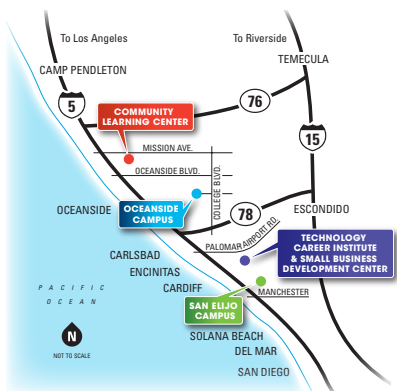 To Los Angeles
To Riverside
TEMECULA
CAMP PENDLETON
5
76
COMMUNITY
LEARNING CENTER
15
MISSION AVE.
OCEANSIDE BLVD.
COLLEGE BLVD.
OCEANSIDE
OCEANSIDE
CAMPUS
78
ESCONDIDO
PALOMAR AIRPORT RD.
TECHNOLOGY
CAREER INSTITUTE
& SMALL BUSINESS
DEVELOPMENT CENTER
CARLSBAD
ENCINITAS
CARDIFF
MANCHESTER
PACIFIC
OCEAN
SAN ELIJO
CAMPUS
N
NOT TO SCALE
SOLANA BEACH
DEL MAR
SAN DIEGO